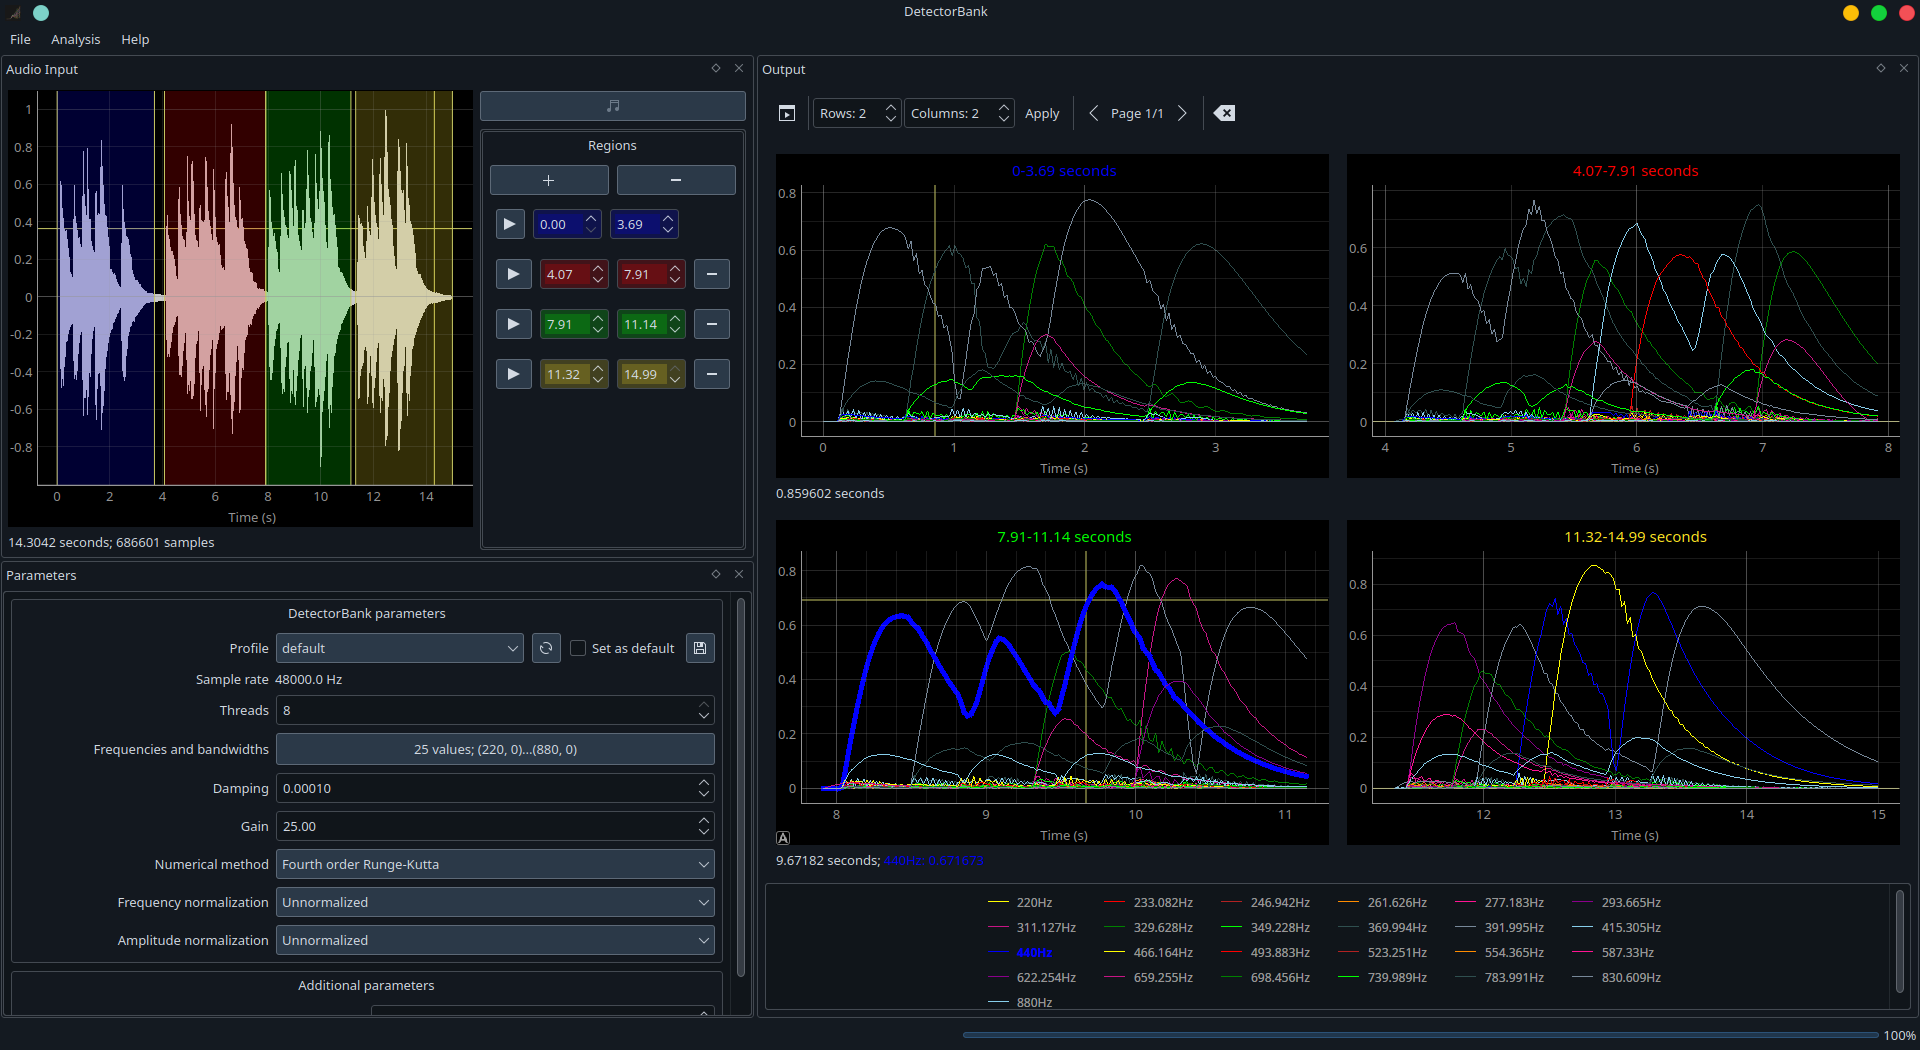 DetectorBank
File Analysis Help
Audio Input
1
0.8
0.6
0.4
0.2
0
-0.2
-0.4
-0.6
-0.8
0 2 4 6 8 10 12 14
Time (s)
14.3042 seconds; 686601 samples
Regions
+ −
0.00 3.69
4.07 7.91 −
7.91 11.14 −
11.32 14.99 −
Parameters
DetectorBank parameters
Profile default Set as default
Sample rate 48000.0 Hz
Threads 8
Frequencies and bandwidths 25 values; (220, 0)...(880, 0)
Damping 0.00010
Gain 25.00
Numerical method Fourth order Runge-Kutta
Frequency normalization Unnormalized
Amplitude normalization Unnormalized
Additional parameters
Output
Rows: 2 Columns: 2 Apply Page 1/1
0-3.69 seconds
0.8
0.6
0.4
0.2
0
0 1 2 3
Time (s)
0.859602 seconds
4.07-7.91 seconds
0.6
0.4
0.2
0
4 5 6 7 8
Time (s)
7.91-11.14 seconds
0.8
0.6
0.4
0.2
0
8 9 10 11
Time (s)
A
9.67182 seconds; 440Hz: 0.671673
11.32-14.99 seconds
0.8
0.6
0.4
0.2
0
12 13 14 15
Time (s)
220Hz 233.082Hz 246.942Hz 261.626Hz 277.183Hz 293.665Hz
311.127Hz 329.628Hz 349.228Hz 369.994Hz 391.995Hz 415.305Hz
440Hz 466.164Hz 493.883Hz 523.251Hz 554.365Hz 587.33Hz
622.254Hz 659.255Hz 698.456Hz 739.989Hz 783.991Hz 830.609Hz
880Hz
100%